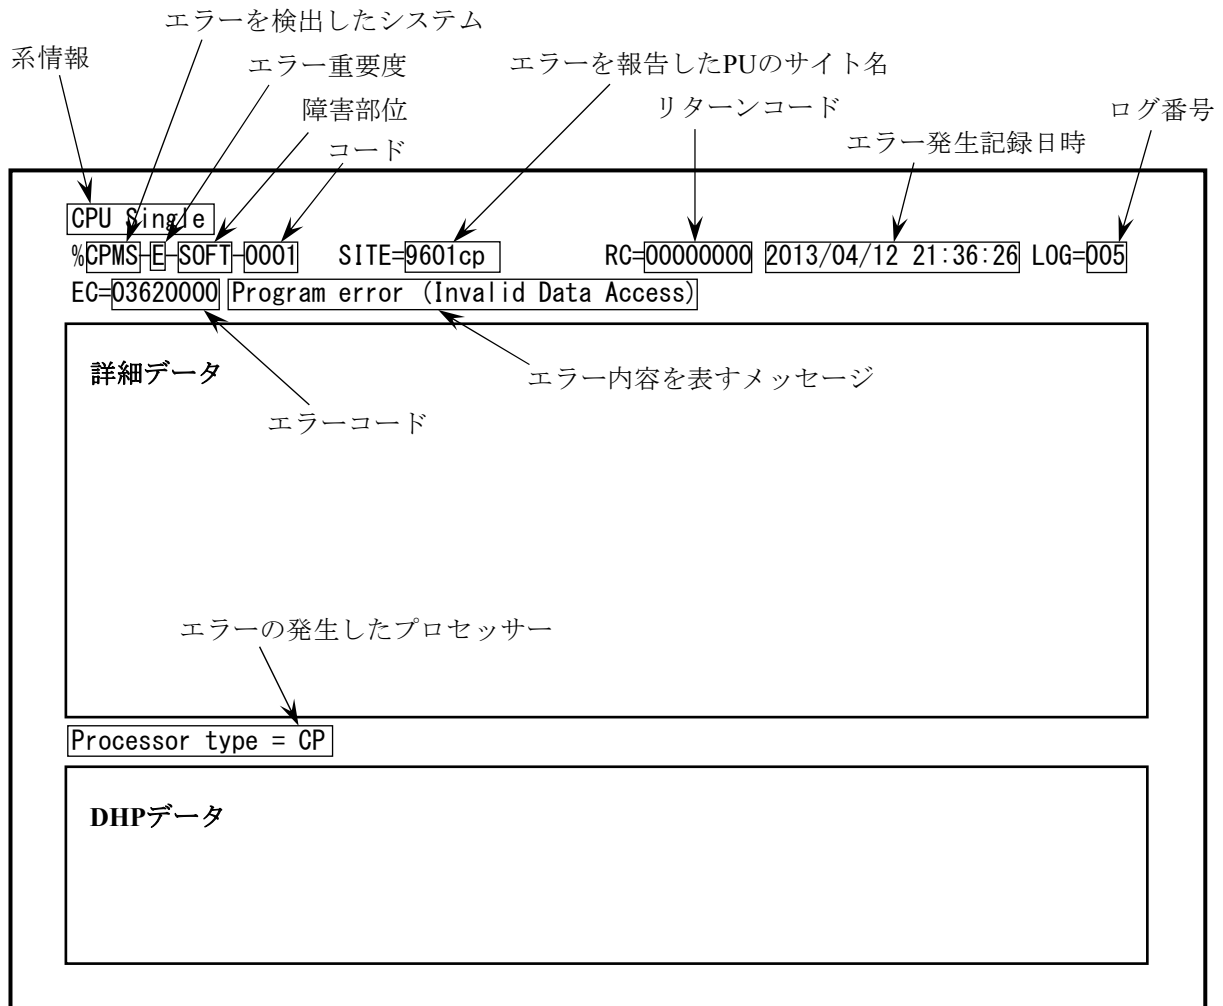 エラーを検出したシステム
系情報
エラー重要度
エラーを報告したPUのサイト名
障害部位
リターンコード
ログ番号
コード
エラー発生記録日時
CPU Single
%CPMS-E-SOFT-0001 SITE=9601cp RC=00000000 2013/04/12 21:36:26 LOG=005
EC=03620000 Program error (Invalid Data Access)
詳細データ
エラー内容を表すメッセージ
エラーコード
エラーの発生したプロセッサー
Processor type = CP
DHPデータ